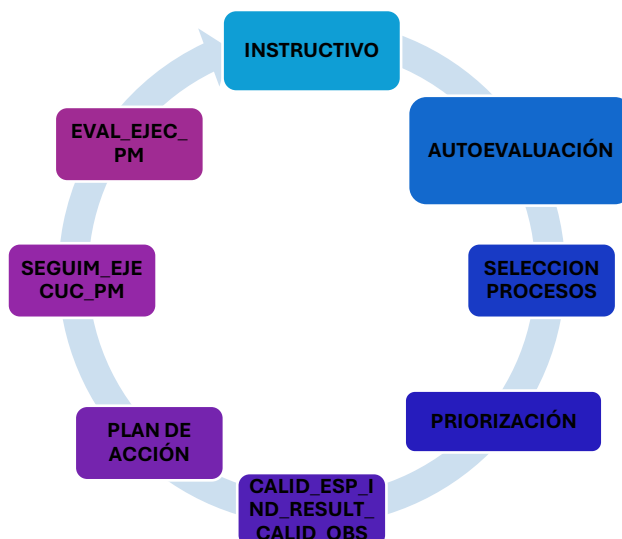 INSTRUCTIVO
AUTOEVALUACIÓN
SELECCION
PROCESOS
PRIORIZACIÓN
CALID_ESP_I
ND_RESULT_
CALID_OBS
PLAN DE
ACCIÓN
SEGUIM_EJE
CUC_PM
EVAL_EJEC_
PM